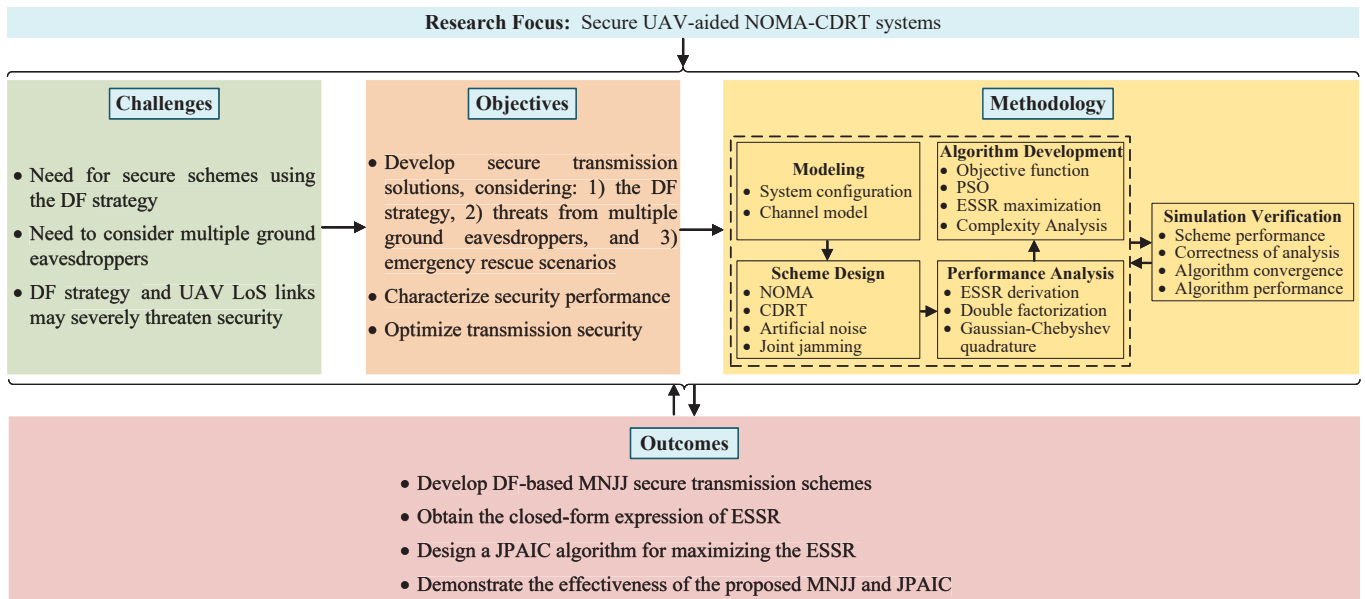 Research Focus: Secure UAV-aided NOMA-CDRT systems
Challenges
• Need for secure schemes using
the DF strategy
• Need to consider multiple ground
eavesdroppers
• DF strategy and UAV LoS links
may severely threaten security
Objectives
• Develop secure transmission
solutions, considering: 1) the DF
strategy, 2) threats from multiple
ground eavesdroppers, and 3)
emergency rescue scenarios
• Characterize security performance
• Optimize transmission security
Methodology
Modeling
• System configuration
• Channel model
Scheme Design
• NOMA
• CDRT
• Artificial noise
• Joint jamming
Performance Analysis
• ESSR derivation
• Double factorization
• Gaussian-Chebyshev
quadrature
Algorithm Development
• Objective function
• PSO
• ESSR maximization
• Complexity Analysis
Simulation Verification
• Scheme performance
• Correctness of analysis
• Algorithm convergence
• Algorithm performance
Outcomes
• Develop DF-based MNJJ secure transmission schemes
• Obtain the closed-form expression of ESSR
• Design a JPAIC algorithm for maximizing the ESSR
• Demonstrate the effectiveness of the proposed MNJJ and JPAIC